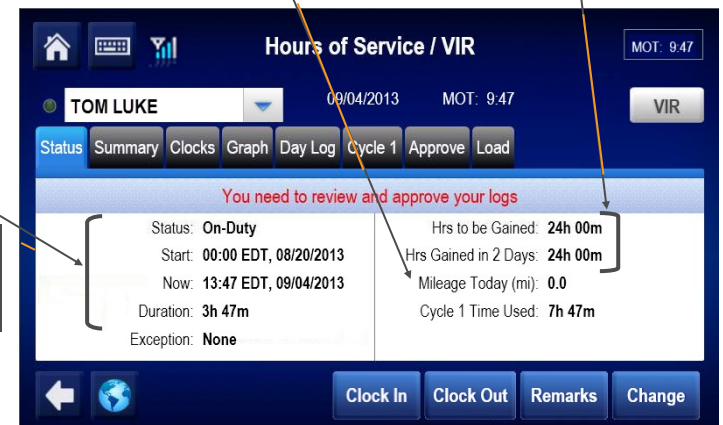 Hours of Service / VIR MOT: 9:47
TOM LUKE 09/04/2013 MOT: 9:47 VIR
Status Summary Clocks Graph Day Log Cycle 1 Approve Load
You need to review and approve your logs
Status: On-Duty
Start: 00:00 EDT, 08/20/2013
Now: 13:47 EDT, 09/04/2013
Duration: 3h 47m
Exception: None
Hrs to be Gained: 24h 00m
Hrs Gained in 2 Days: 24h 00m
Mileage Today (mi): 0.0
Cycle 1 Time Used: 7h 47m
Clock In Clock Out Remarks Change